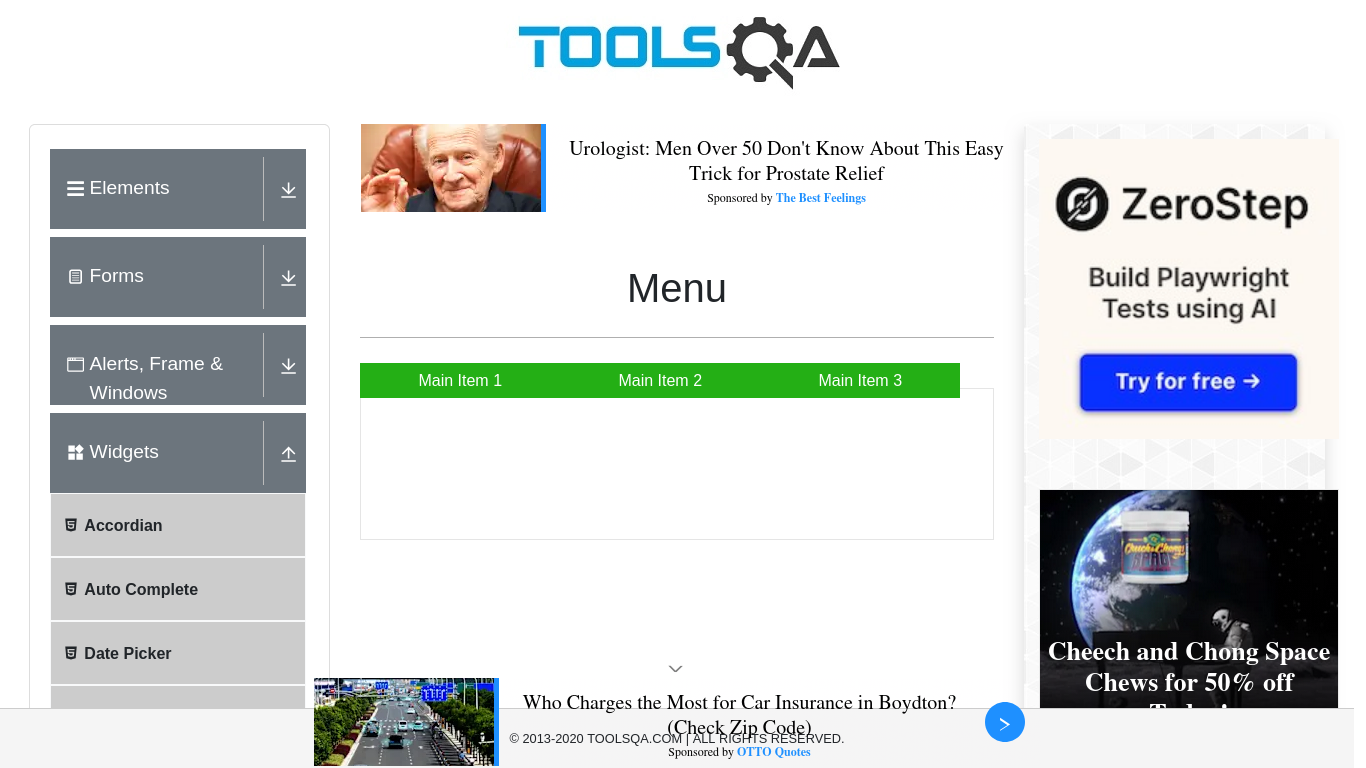 TOOLSQA
Elements
Forms
Alerts, Frame &
Windows
Widgets
Accordian
Auto Complete
Date Picker
Urologist: Men Over 50 Don't Know About This Easy
Trick for Prostate Relief
Sponsored by The Best Feelings
Menu
Main Item 1
Main Item 2
Main Item 3
ZeroStep
Build Playwright
Tests using AI
Try for free →
Cheech and Chong Space
Chews for 50% off
Who Charges the Most for Car Insurance in Boydton?
(Check Zip Code)
© 2013-2020 TOOLSQA.COM | ALL RIGHTS RESERVED.
Sponsored by OTTO Quotes